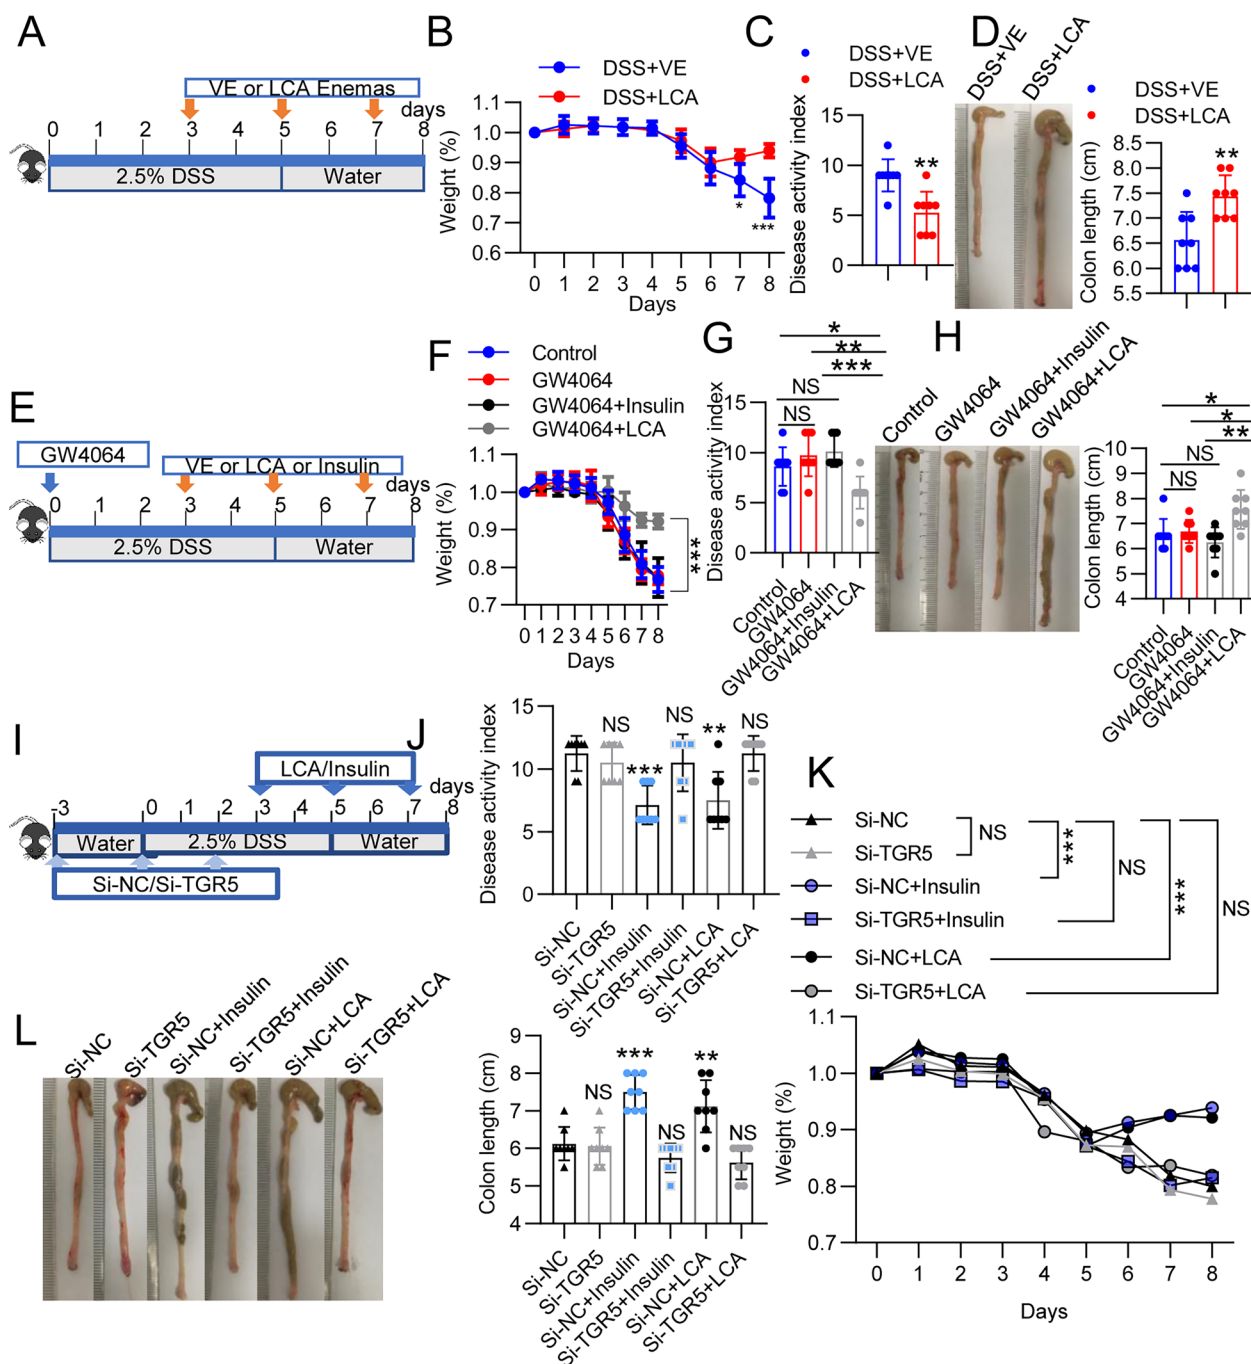 A
VE or LCA Enemas
days
0 1 2 3 4 5 6 7 8
2.5% DSS
Water
B
DSS+VE
DSS+LCA
Weight (%)
1.1
1.0
0.9
0.8
0.7
0.6
*
***
0 1 2 3 4 5 6 7 8
Days
C
DSS+VE
DSS+LCA
Disease activity index
15
10
5
0
**
D
DSS+VE
DSS+LCA
DSS+VE
DSS+LCA
Colon length (cm)
8.5
8.0
7.5
7.0
6.5
6.0
5.5
**
E
GW4064
VE or LCA or Insulin
days
0 1 2 3 4 5 6 7 8
2.5% DSS
Water
F
Control
GW4064
GW4064+Insulin
GW4064+LCA
Weight (%)
1.1
1.0
0.9
0.8
0.7
***
0 1 2 3 4 5 6 7 8
Days
G
*
**
***
NS
NS
Disease activity index
15
10
5
0
Control
GW4064
GW4064+Insulin
GW4064+LCA
H
Control
GW4064
GW4064+Insulin
GW4064+LCA
*
*
**
NS
NS
Colon length (cm)
10
9
8
7
6
5
4
Control
GW4064
GW4064+Insulin
GW4064+LCA
I
LCA/Insulin
days
-3 0 1 2 3 4 5 6 7 8
Water
2.5% DSS
Water
Si-NC/Si-TGR5
J
Disease activity index
15
10
5
0
NS
***
NS
**
NS
Si-NC
Si-TGR5
Si-NC+Insulin
Si-TGR5+Insulin
Si-NC+LCA
Si-TGR5+LCA
K
Si-NC
Si-TGR5
Si-NC+Insulin
Si-TGR5+Insulin
Si-NC+LCA
Si-TGR5+LCA
NS
***
NS
***
NS
Weight (%)
1.1
1.0
0.9
0.8
0.7
0 1 2 3 4 5 6 7 8
Days
L
Si-NC
Si-TGR5
Si-NC+Insulin
Si-TGR5+Insulin
Si-NC+LCA
Si-TGR5+LCA
Colon length (cm)
9
8
7
6
5
4
NS
***
NS
**
NS
Si-NC
Si-TGR5
Si-NC+Insulin
Si-TGR5+Insulin
Si-NC+LCA
Si-TGR5+LCA